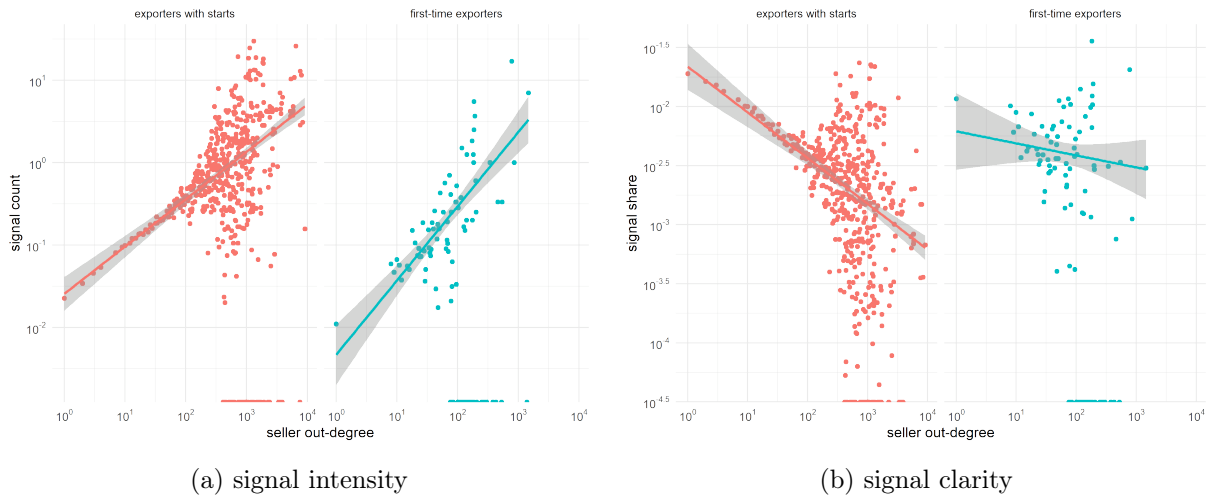 exporters with starts first-time exporters
signal count
10^1
10^0
10^-1
10^-2
10^0 10^1 10^2 10^3 10^4 10^0 10^1 10^2 10^3 10^4
seller out-degree
(a) signal intensity
exporters with starts first-time exporters
signal share
10^-1.5
10^-2
10^-2.5
10^-3
10^-3.5
10^-4
10^-4.5
10^0 10^1 10^2 10^3 10^4 10^0 10^1 10^2 10^3 10^4
seller out-degree
(b) signal clarity